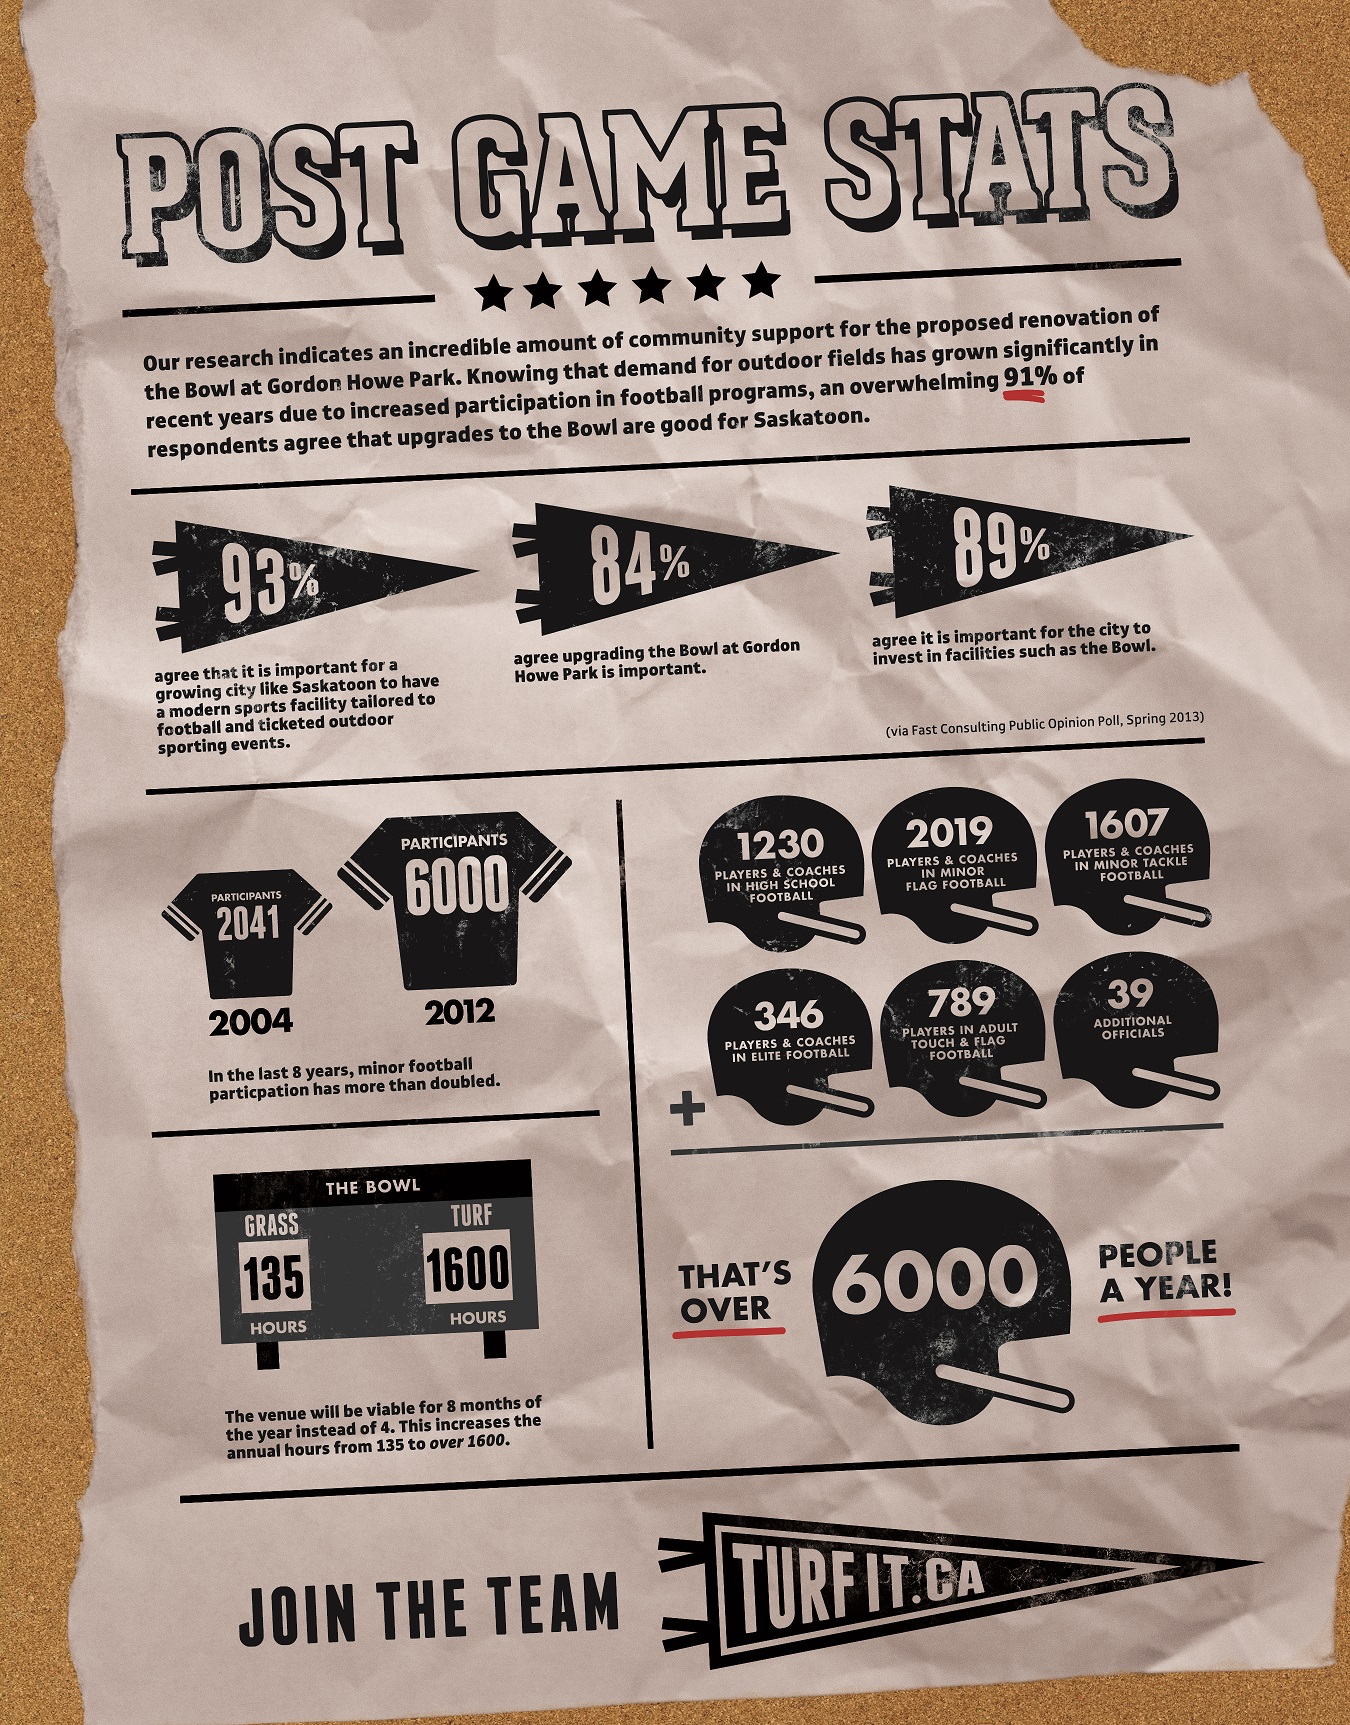 POST GAME STATS
Our research indicates an incredible amount of community support for the proposed renovation of
the Bowl at Gordon Howe Park. Knowing that demand for outdoor fields has grown significantly in
recent years due to increased participation in football programs, an overwhelming 91% of
respondents agree that upgrades to the Bowl are good for Saskatoon.
93%
agree that it is important for a
growing city like Saskatoon to have
a modern sports facility tailored to
football and ticketed outdoor
sporting events.
84%
agree upgrading the Bowl at Gordon
Howe Park is important.
89%
agree it is important for the city to
invest in facilities such as the Bowl.
(via Fast Consulting Public Opinion Poll, Spring 2013)
PARTICIPANTS
2041
2004
PARTICIPANTS
6000
2012
In the last 8 years, minor football
particpation has more than doubled.
THE BOWL
GRASS
135
HOURS
TURF
1600
HOURS
The venue will be viable for 8 months of
the year instead of 4. This increases the
annual hours from 135 to over 1600.
1230
PLAYERS & COACHES
IN HIGH SCHOOL
FOOTBALL
2019
PLAYERS & COACHES
IN MINOR
FLAG FOOTBALL
1607
PLAYERS & COACHES
IN MINOR TACKLE
FOOTBALL
346
PLAYERS & COACHES
IN ELITE FOOTBALL
789
PLAYERS IN ADULT
TOUCH & FLAG
FOOTBALL
39
ADDITIONAL
OFFICIALS
+
THAT'S
OVER
6000
PEOPLE
A YEAR!
JOIN THE TEAM
TURFIT.CA